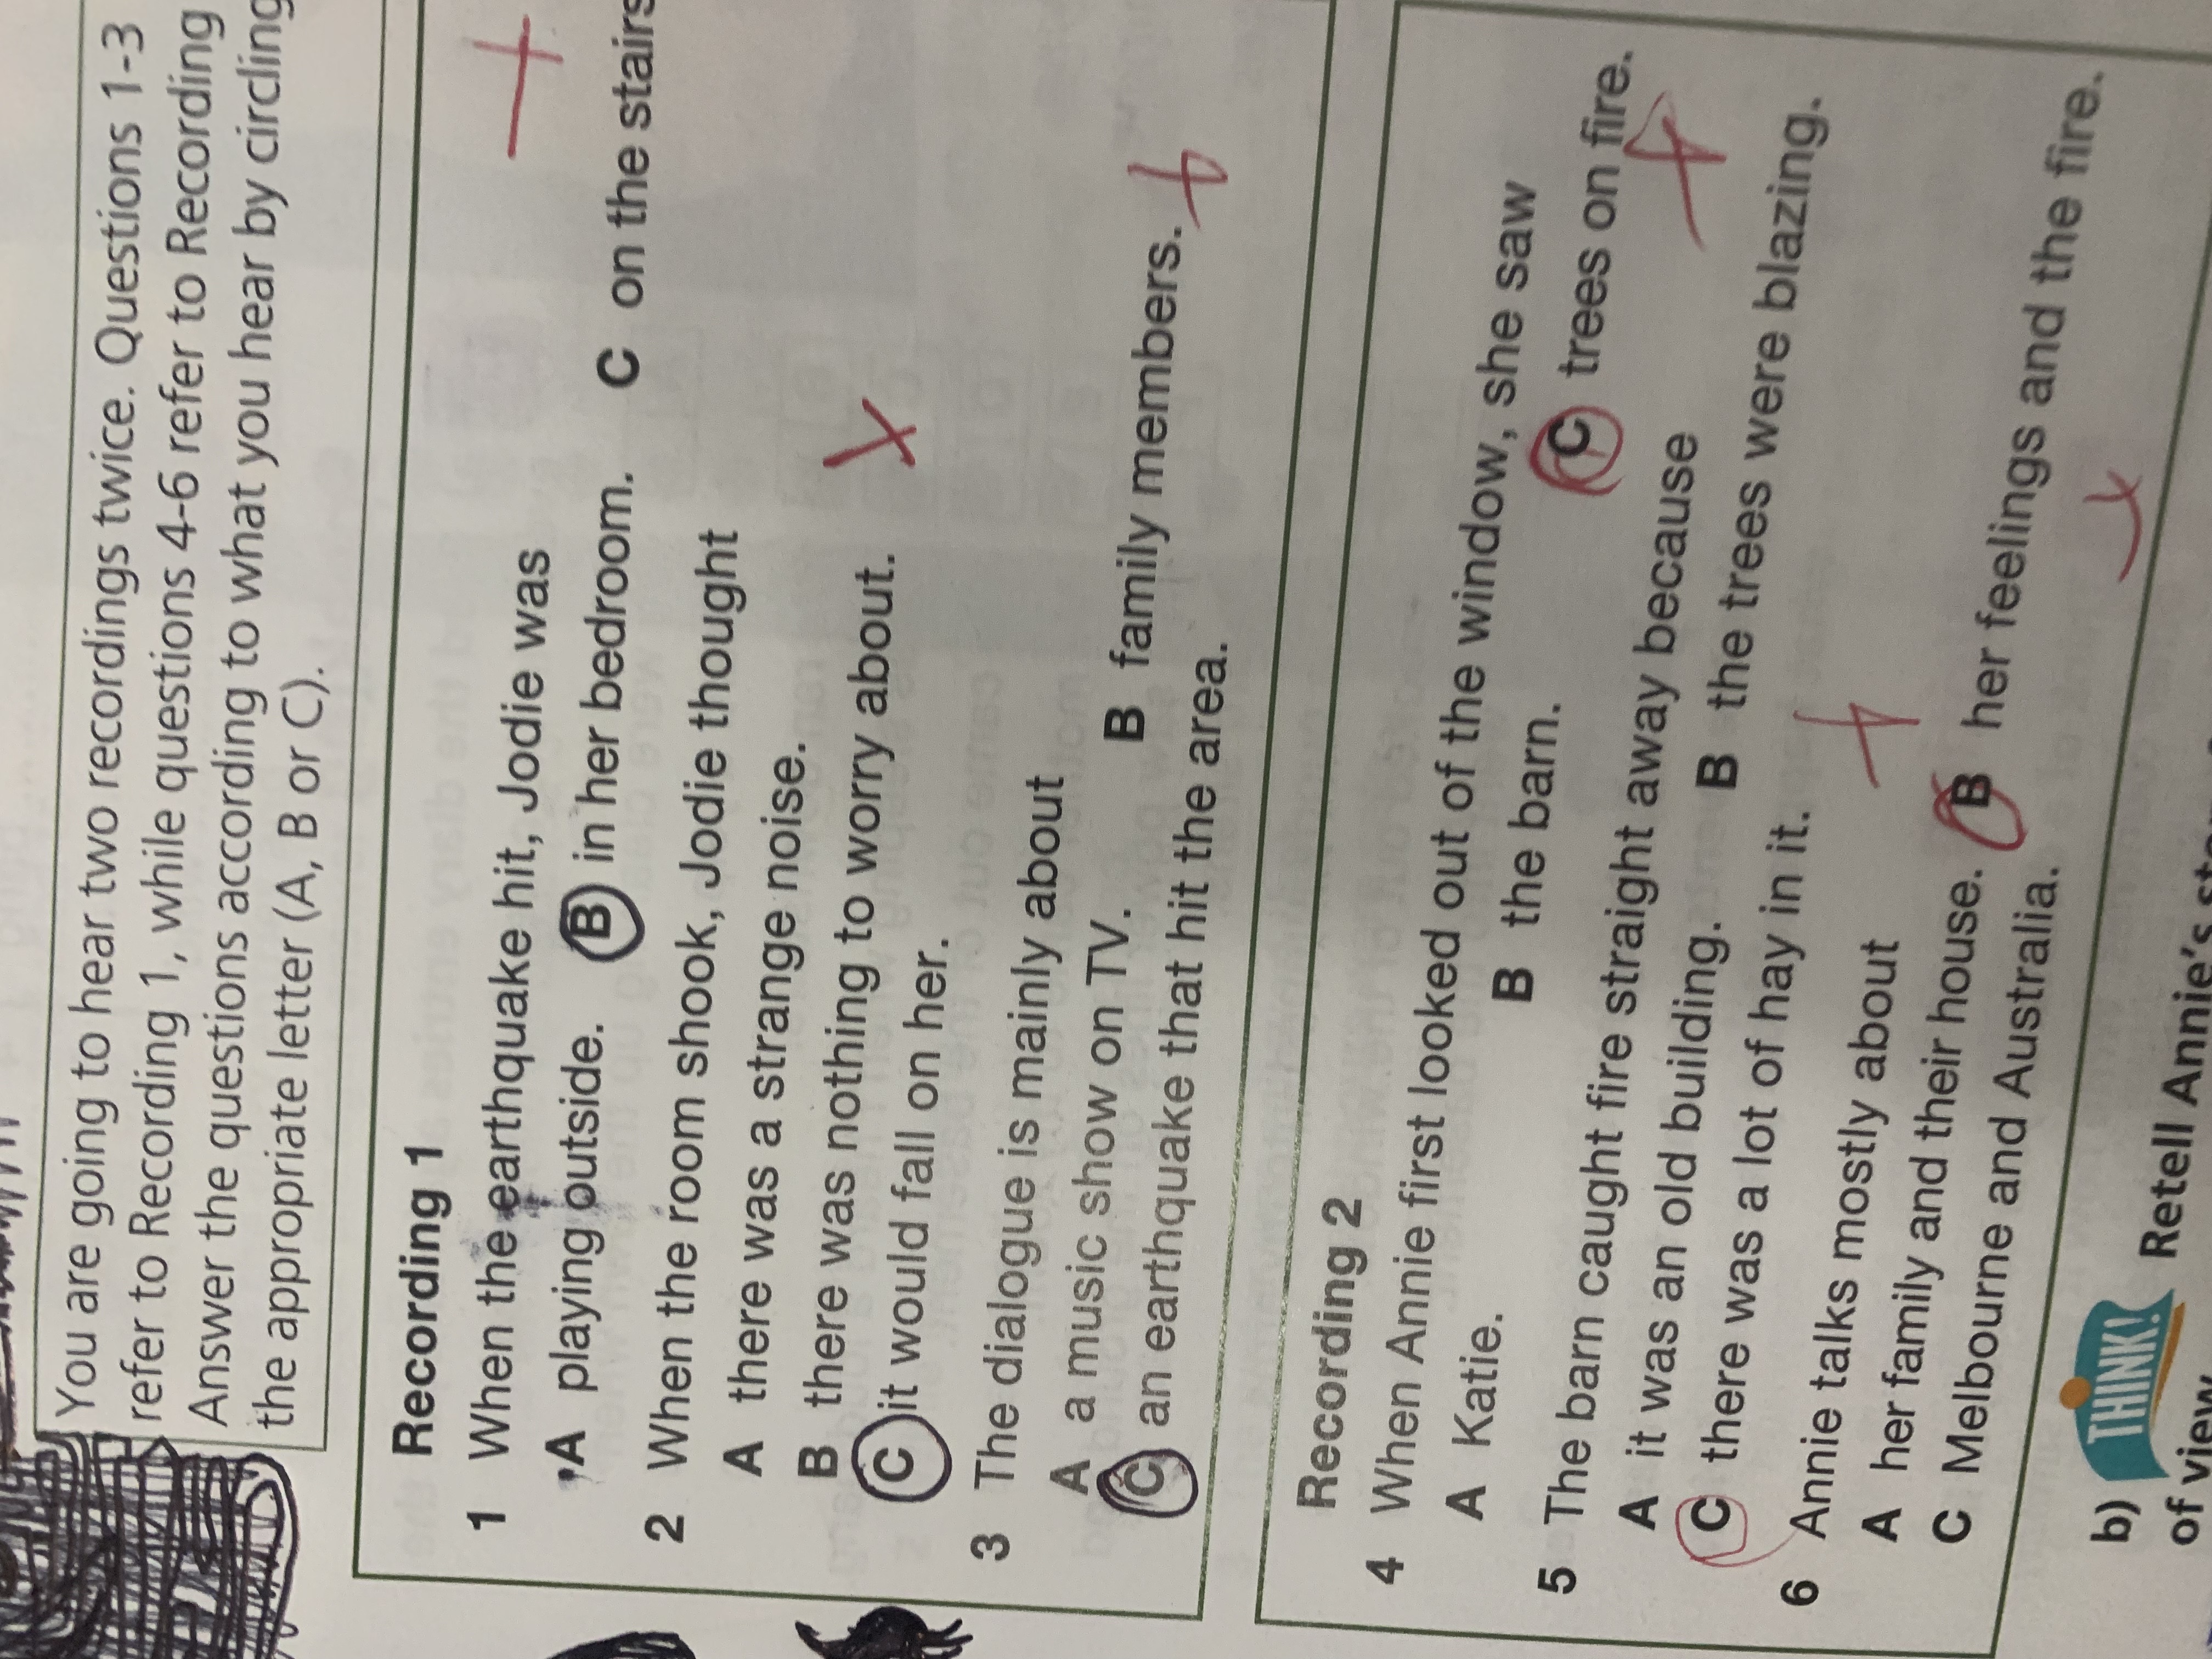 You are going to hear two recordings twice. Questions 1-3
refer to Recording 1, while questions 4-6 refer to Recording
Answer the questions according to what you hear by circling
the appropriate letter (A, B or C).
Recording 1
1 When the earthquake hit, Jodie was
A playing outside. B in her bedroom. C on the stairs
2 When the room shook, Jodie thought
A there was a strange noise.
B there was nothing to worry about.
C it would fall on her.
3 The dialogue is mainly about
A a music show on TV. B family members.
C an earthquake that hit the area.
Recording 2
4 When Annie first looked out of the window, she saw
A Katie. B the barn. C trees on fire.
5 The barn caught fire straight away because
A it was an old building. B the trees were blazing.
C there was a lot of hay in it.
6 Annie talks mostly about
A her family and their house. B her feelings and the fire.
C Melbourne and Australia.
b) THINK! Retell Annie's
of view